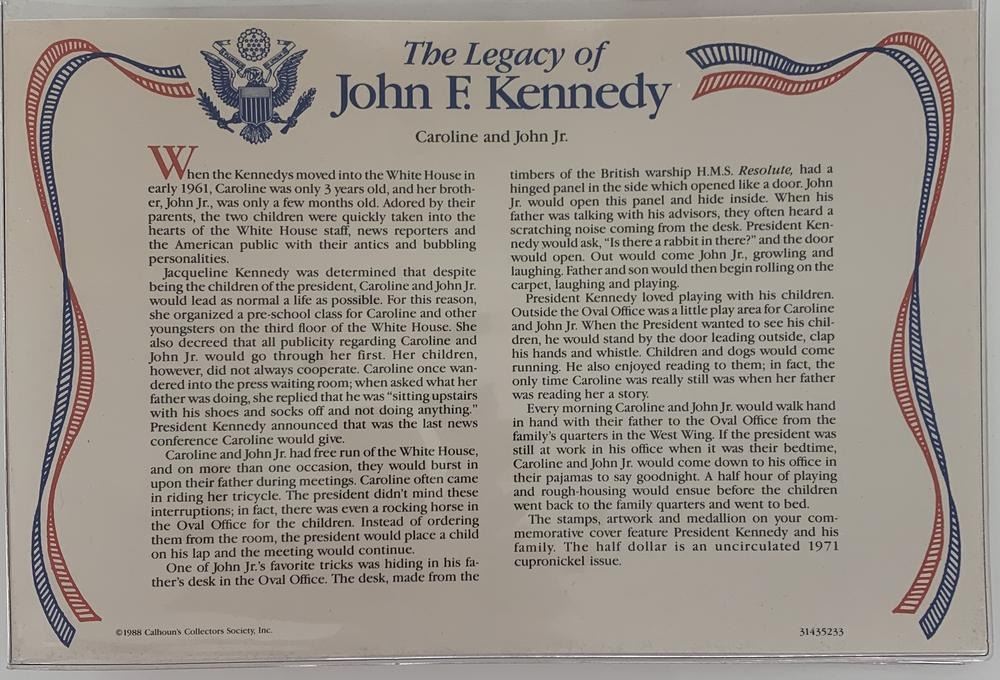 The Legacy of
John F. Kennedy
Caroline and John Jr.
When the Kennedys moved into the White House in
early 1961, Caroline was only 3 years old, and her broth-
er, John Jr., was only a few months old. Adored by their
parents, the two children were quickly taken into the
hearts of the White House staff, news reporters and
the American public with their antics and bubbling
personalities.
Jacqueline Kennedy was determined that despite
being the children of the president, Caroline and John Jr.
would lead as normal a life as possible. For this reason,
she organized a pre-school class for Caroline and other
youngsters on the third floor of the White House. She
also decreed that all publicity regarding Caroline and
John Jr. would go through her first. Her children,
however, did not always cooperate. Caroline once wan-
dered into the press waiting room; when asked what her
father was doing, she replied that he was “sitting upstairs
with his shoes and socks off and not doing anything.”
President Kennedy announced that was the last news
conference Caroline would give.
Caroline and John Jr. had free run of the White House,
and on more than one occasion, they would burst in
upon their father during meetings. Caroline often came
in riding her tricycle. The president didn't mind these
interruptions; in fact, there was even a rocking horse in
the Oval Office for the children. Instead of ordering
them from the room, the president would place a child
on his lap and the meeting would continue.
One of John Jr.'s favorite tricks was hiding in his fa-
ther's desk in the Oval Office. The desk, made from the
timbers of the British warship H.M.S. Resolute, had a
hinged panel in the side which opened like a door. John
Jr. would open this panel and hide inside. When his
father was talking with his advisors, they often heard a
scratching noise coming from the desk. President Ken-
nedy would ask, “Is there a rabbit in there?” and the door
would open. Out would come John Jr., growling and
laughing. Father and son would then begin rolling on the
carpet, laughing and playing.
President Kennedy loved playing with his children.
Outside the Oval Office was a little play area for Caroline
and John Jr. When the President wanted to see his chil-
dren, he would stand by the door leading outside, clap
his hands and whistle. Children and dogs would come
running. He also enjoyed reading to them; in fact, the
only time Caroline was really still was when her father
was reading her a story.
Every morning Caroline and John Jr. would walk hand
in hand with their father to the Oval Office from the
family's quarters in the West Wing. If the president was
still at work in his office when it was their bedtime,
Caroline and John Jr. would come down to his office in
their pajamas to say goodnight. A half hour of playing
and rough-housing would ensue before the children
went back to the family quarters and went to bed.
The stamps, artwork and medallion on your com-
memorative cover feature President Kennedy and his
family. The half dollar is an uncirculated 1971
cupronickel issue.
©1988 Calhoun's Collectors Society, Inc.
31435233